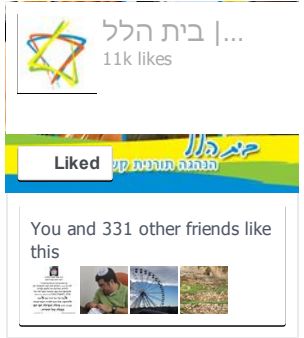 בית הלל |...
11k likes
בית הלל
הנהגה תורנית קש
Liked
You and 331 other friends like
this